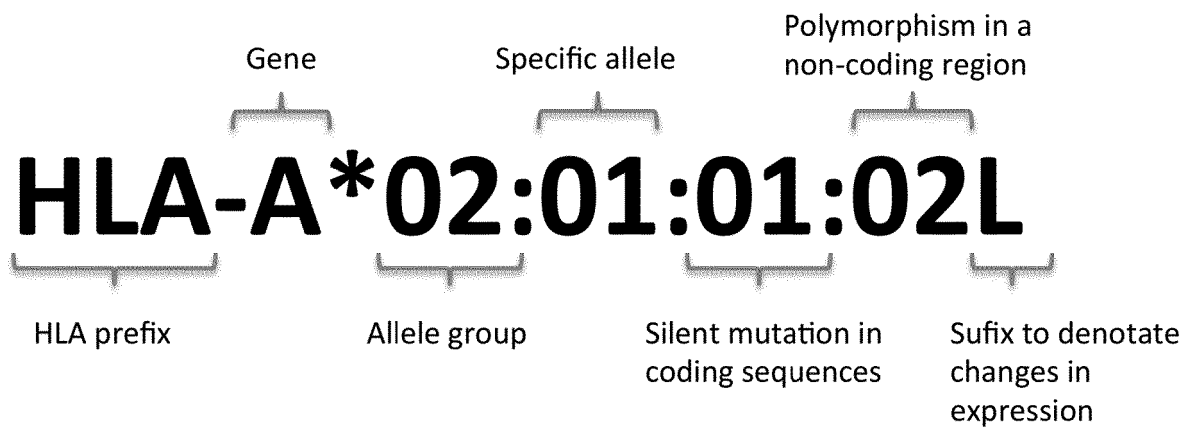 Gene
Specific allele
Polymorphism in a
non-coding region
HLA-A*02:01:01:02L
HLA prefix
Allele group
Silent mutation in
coding sequences
Sufix to denotate
changes in
expression